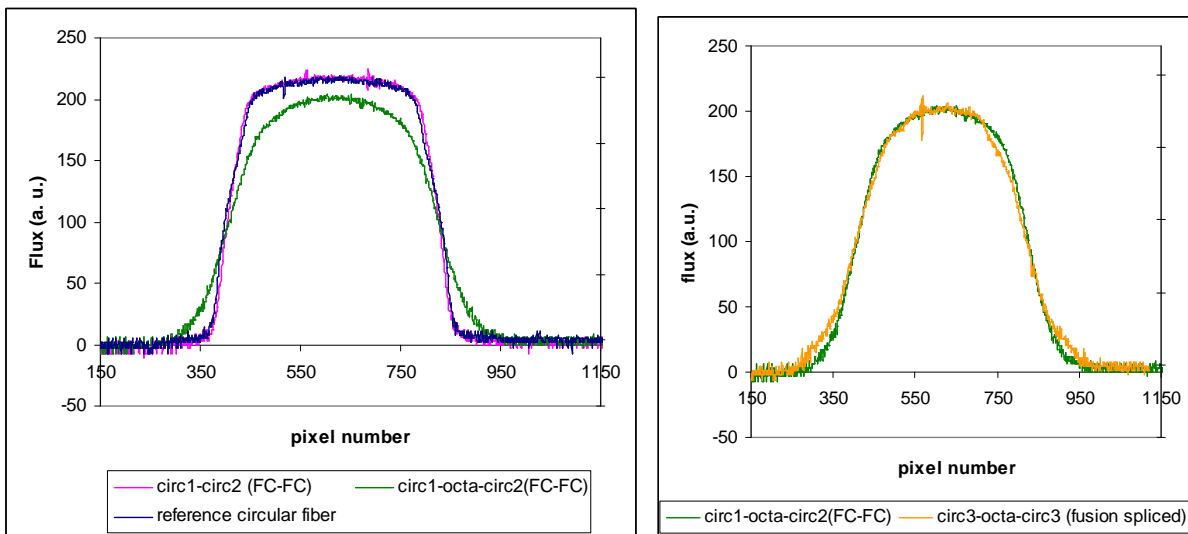 250
200
150
100
50
0
-50
Flux (a. u.)
150 350 550 750 950 1150
pixel number
circ1-circ2 (FC-FC) circ1-octa-circ2(FC-FC)
reference circular fiber
250
200
150
100
50
0
-50
flux (a.u.)
150 350 550 750 950 1150
pixel number
circ1-octa-circ2(FC-FC) circ3-octa-circ3 (fusion spliced)